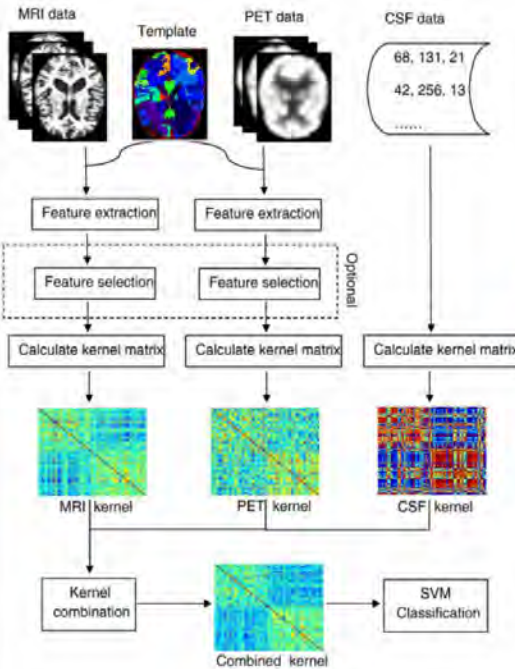 MRI data
Template
PET data
CSF data
68, 131, 21
42, 256, 13
......
Feature extraction
Feature extraction
Feature selection
Feature selection
Optional
Calculate kernel matrix
Calculate kernel matrix
Calculate kernel matrix
MRI kernel
PET kernel
CSF kernel
Kernel
combination
SVM
Classification
Combined kernel